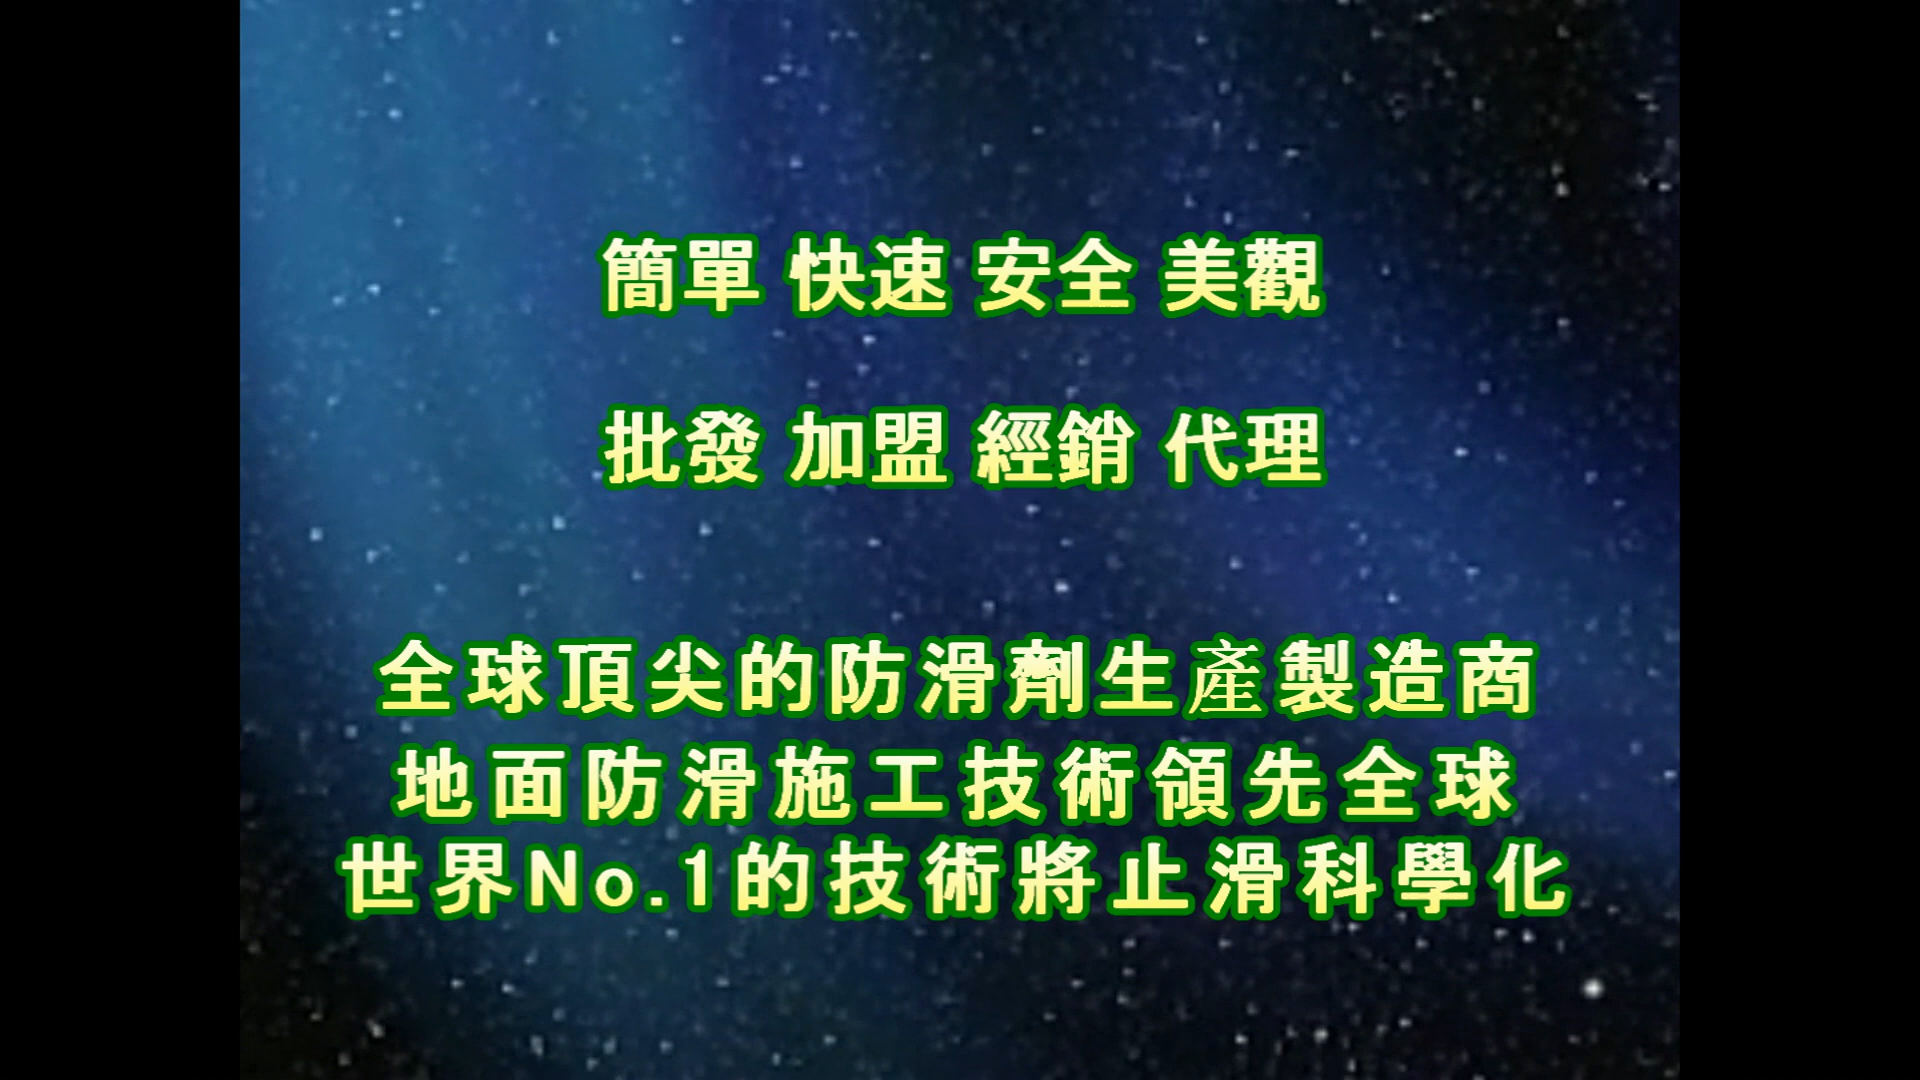 簡單 快速 安全 美觀
批發 加盟 經銷 代理
全球頂尖的防滑劑生産製造商
地面防滑施工技術領先全球
世界No.1的技術將止滑科學化